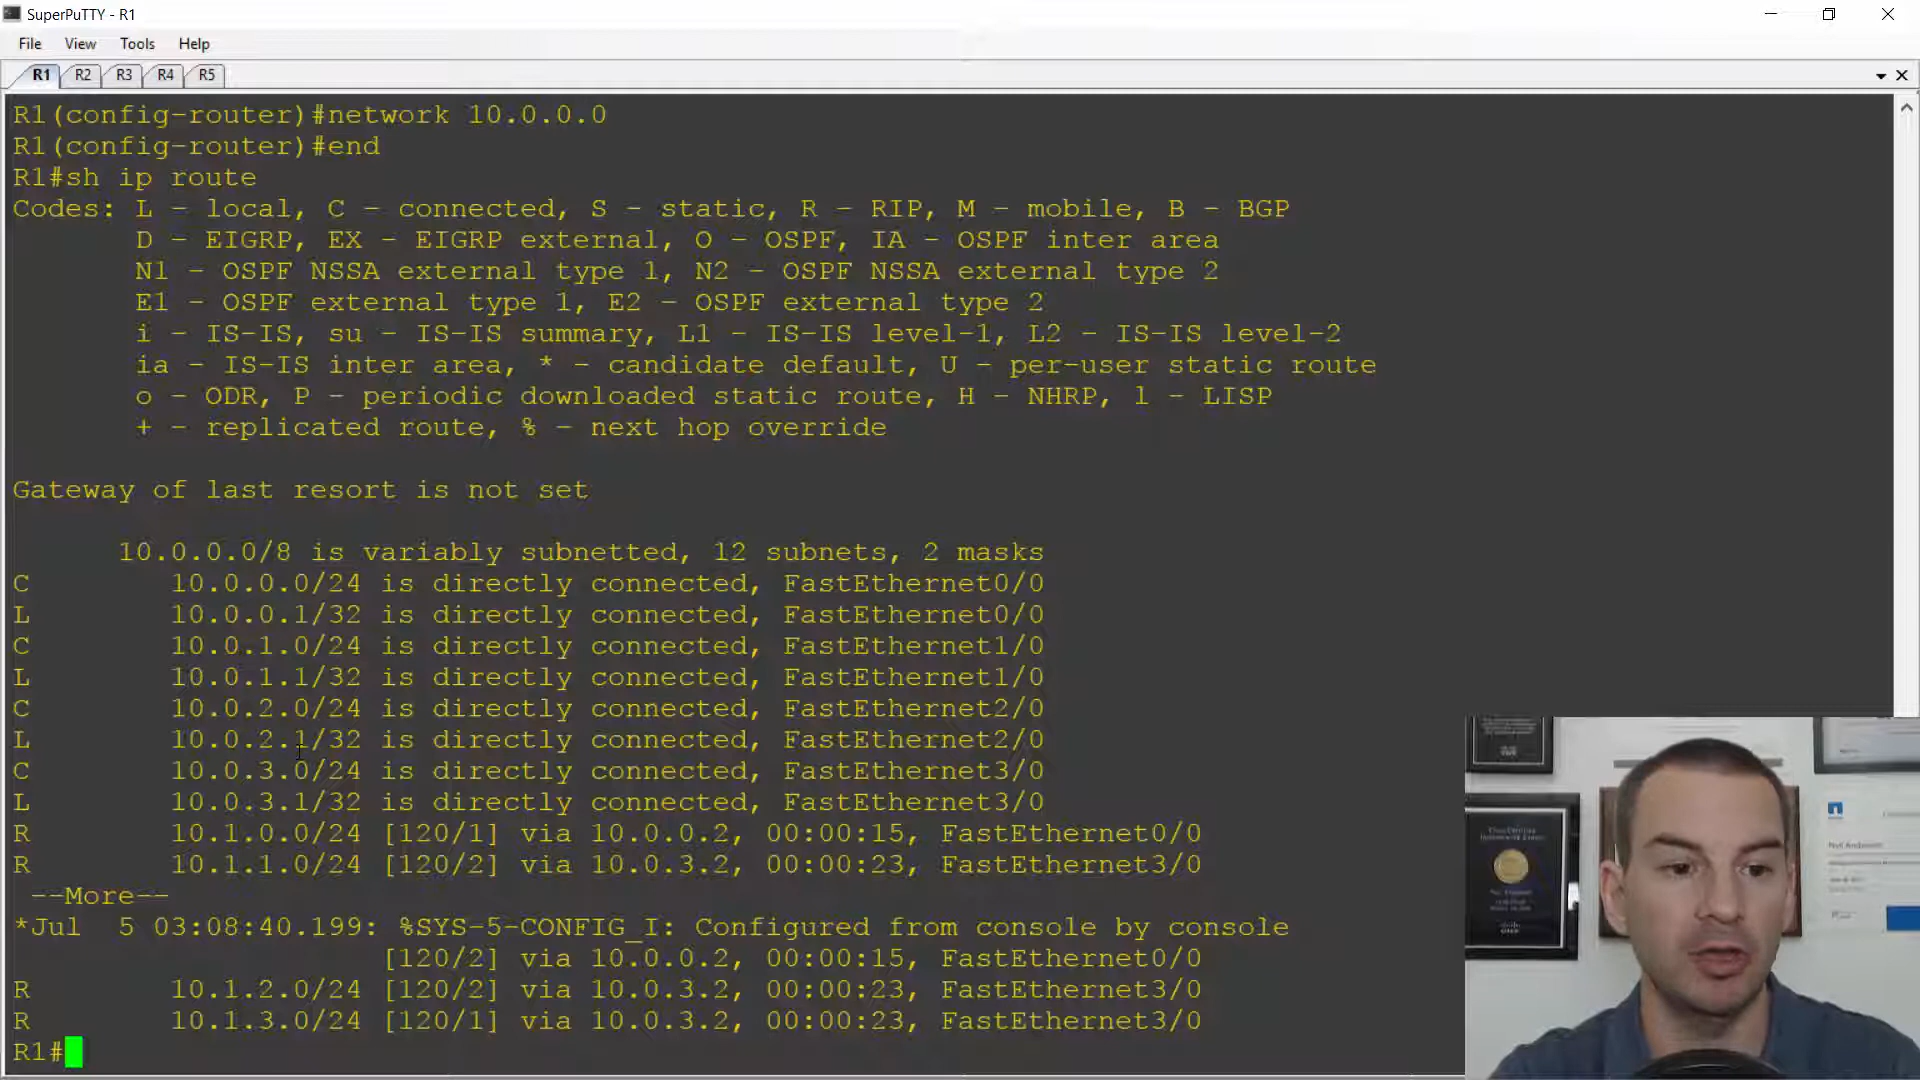 SuperPuTTY - R1
File View Tools Help
R1 R2 R3 R4 R5
R1(config-router)#network 10.0.0.0
R1(config-router)#end
R1#sh ip route
Codes: L - local, C - connected, S - static, R - RIP, M - mobile, B - BGP
D - EIGRP, EX - EIGRP external, O - OSPF, IA - OSPF inter area
N1 - OSPF NSSA external type 1, N2 - OSPF NSSA external type 2
E1 - OSPF external type 1, E2 - OSPF external type 2
i - IS-IS, su - IS-IS summary, L1 - IS-IS level-1, L2 - IS-IS level-2
ia - IS-IS inter area, * - candidate default, U - per-user static route
o - ODR, P - periodic downloaded static route, H - NHRP, l - LISP
+ - replicated route, % - next hop override
Gateway of last resort is not set
10.0.0.0/8 is variably subnetted, 12 subnets, 2 masks
C 10.0.0.0/24 is directly connected, FastEthernet0/0
L 10.0.0.1/32 is directly connected, FastEthernet0/0
C 10.0.1.0/24 is directly connected, FastEthernet1/0
L 10.0.1.1/32 is directly connected, FastEthernet1/0
C 10.0.2.0/24 is directly connected, FastEthernet2/0
L 10.0.2.1/32 is directly connected, FastEthernet2/0
C 10.0.3.0/24 is directly connected, FastEthernet3/0
L 10.0.3.1/32 is directly connected, FastEthernet3/0
R 10.1.0.0/24 [120/1] via 10.0.0.2, 00:00:15, FastEthernet0/0
R 10.1.1.0/24 [120/2] via 10.0.3.2, 00:00:23, FastEthernet3/0
--More--
*Jul 5 03:08:40.199: %SYS-5-CONFIG_I: Configured from console by console
[120/2] via 10.0.0.2, 00:00:15, FastEthernet0/0
R 10.1.2.0/24 [120/2] via 10.0.3.2, 00:00:23, FastEthernet3/0
R 10.1.3.0/24 [120/1] via 10.0.3.2, 00:00:23, FastEthernet3/0
R1#